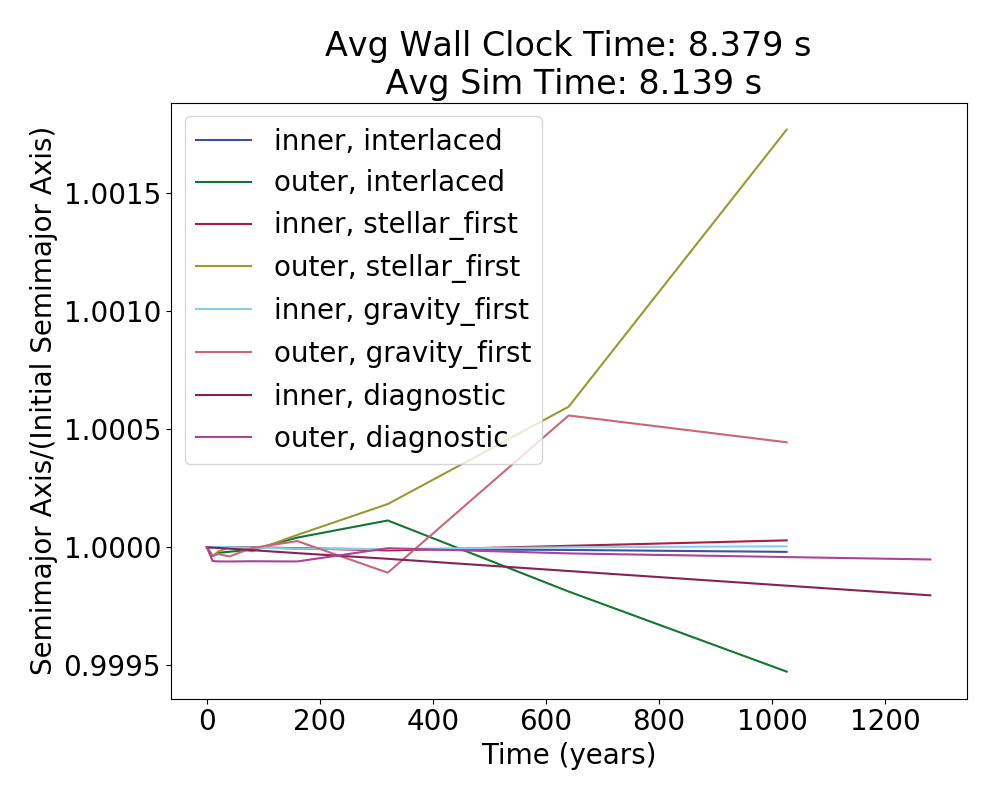 Avg Wall Clock Time: 8.379 s
Avg Sim Time: 8.139 s
inner, interlaced
outer, interlaced
inner, stellar_first
outer, stellar_first
inner, gravity_first
outer, gravity_first
inner, diagnostic
outer, diagnostic
Semimajor Axis/(Initial Semimajor Axis)
1.0015
1.0010
1.0005
1.0000
0.9995
0 200 400 600 800 1000 1200
Time (years)